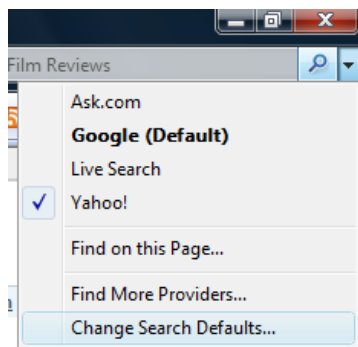 Film Reviews
Ask.com
Google (Default)
Live Search
Yahoo!
Find on this Page...
Find More Providers...
Change Search Defaults...